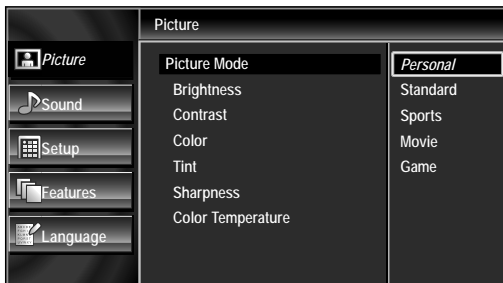 Picture
Picture
Sound
Setup
Features
Language
Picture Mode
Brightness
Contrast
Color
Tint
Sharpness
Color Temperature
Personal
Standard
Sports
Movie
Game